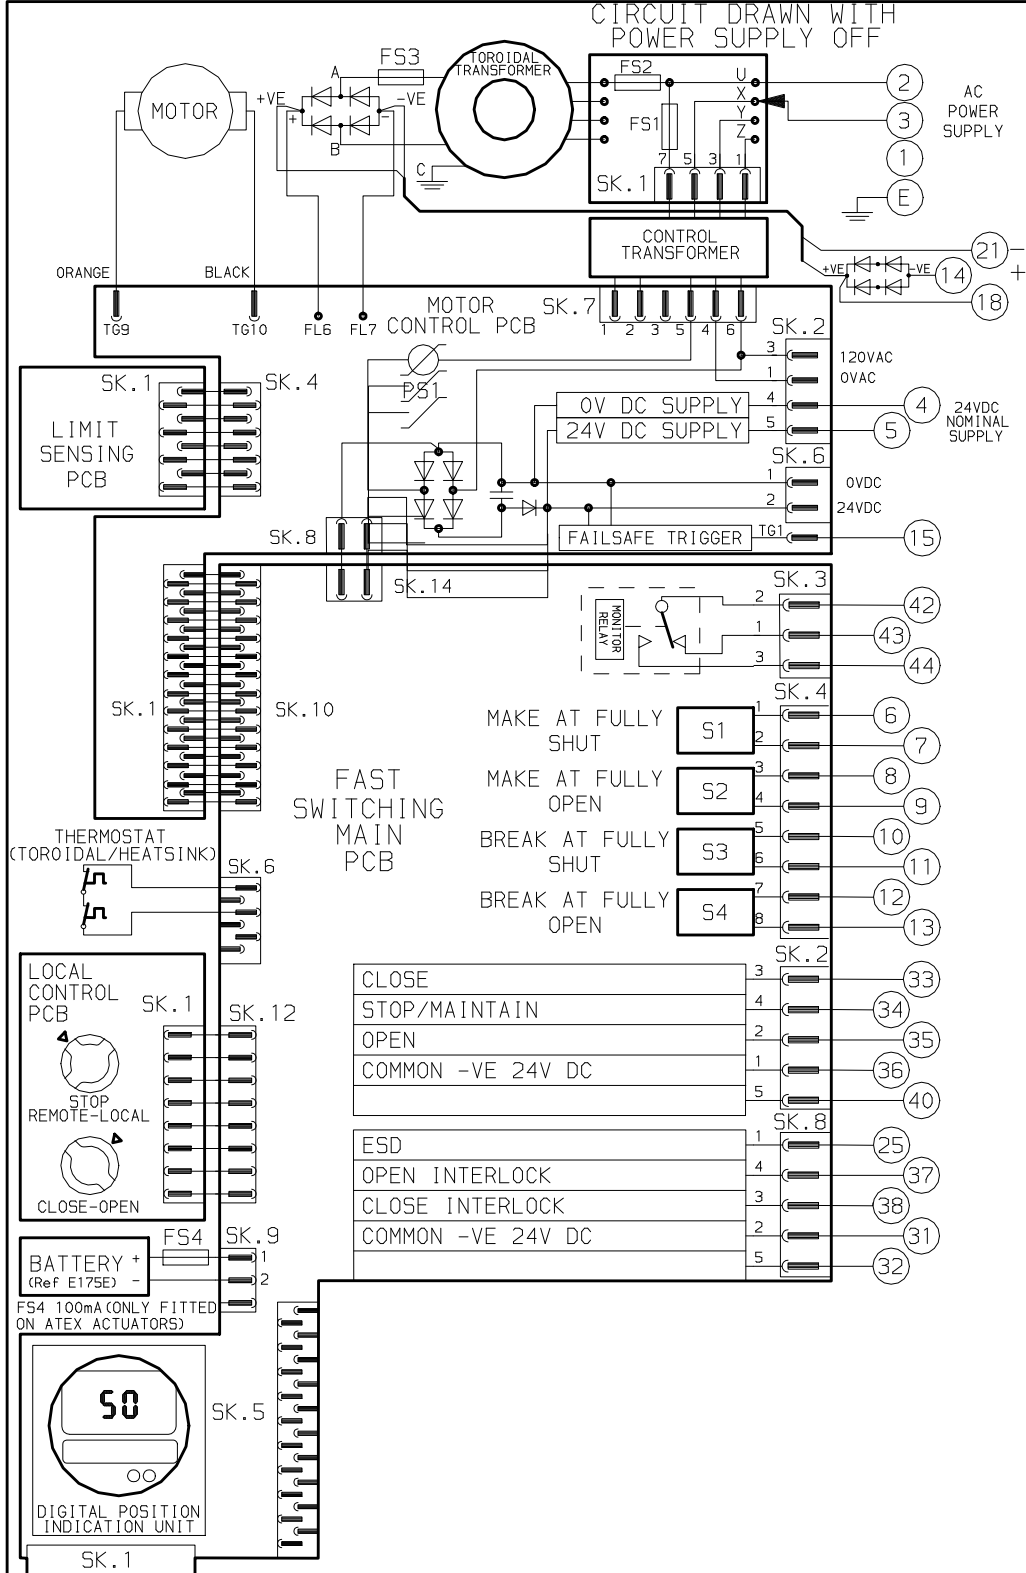 CIRCUIT DRAWN WITH
POWER SUPPLY OFF
FS3
TOROIDAL
TRANSFORMER
A
+VE
-VE
+
-
B
C
MOTOR
FS2
FS1
U
X
Y
Z
7 5 3 1
SK.1
2
3
1
E
AC
POWER
SUPPLY
CONTROL
TRANSFORMER
21 -
+
+VE
-VE
14
18
ORANGE
BLACK
TG9
TG10
FL6
FL7
MOTOR
CONTROL PCB
SK.7
1 2 3 5 4 6
SK.2
3
120VAC
1
0VAC
PS1
0V DC SUPPLY
4
4
24V DC SUPPLY
5
5
24VDC
NOMINAL
SUPPLY
SK.6
1
0VDC
2
24VDC
FAILSAFE TRIGGER
TG1
15
SK.1
SK.4
LIMIT
SENSING
PCB
SK.8
SK.14
SK.3
MONITOR
RELAY
2
42
1
43
3
44
SK.1
SK.10
SK.4
MAKE AT FULLY
SHUT
S1
1
6
2
7
MAKE AT FULLY
OPEN
S2
3
8
4
9
BREAK AT FULLY
SHUT
S3
5
10
6
11
BREAK AT FULLY
OPEN
S4
7
12
8
13
FAST
SWITCHING
MAIN
PCB
THERMOSTAT
(TOROIDAL/HEATSINK)
SK.6
SK.2
CLOSE
3
33
STOP/MAINTAIN
4
34
OPEN
2
35
COMMON -VE 24V DC
1
36
5
40
LOCAL
CONTROL
PCB
SK.1
SK.12
STOP
REMOTE-LOCAL
CLOSE-OPEN
SK.8
ESD
1
25
OPEN INTERLOCK
4
37
CLOSE INTERLOCK
3
38
COMMON -VE 24V DC
2
31
5
32
BATTERY
(Ref E175E)
+
-
FS4
SK.9
1
2
FS4 100mA(ONLY FITTED
ON ATEX ACTUATORS)
50
SK.5
DIGITAL POSITION
INDICATION UNIT
SK.1